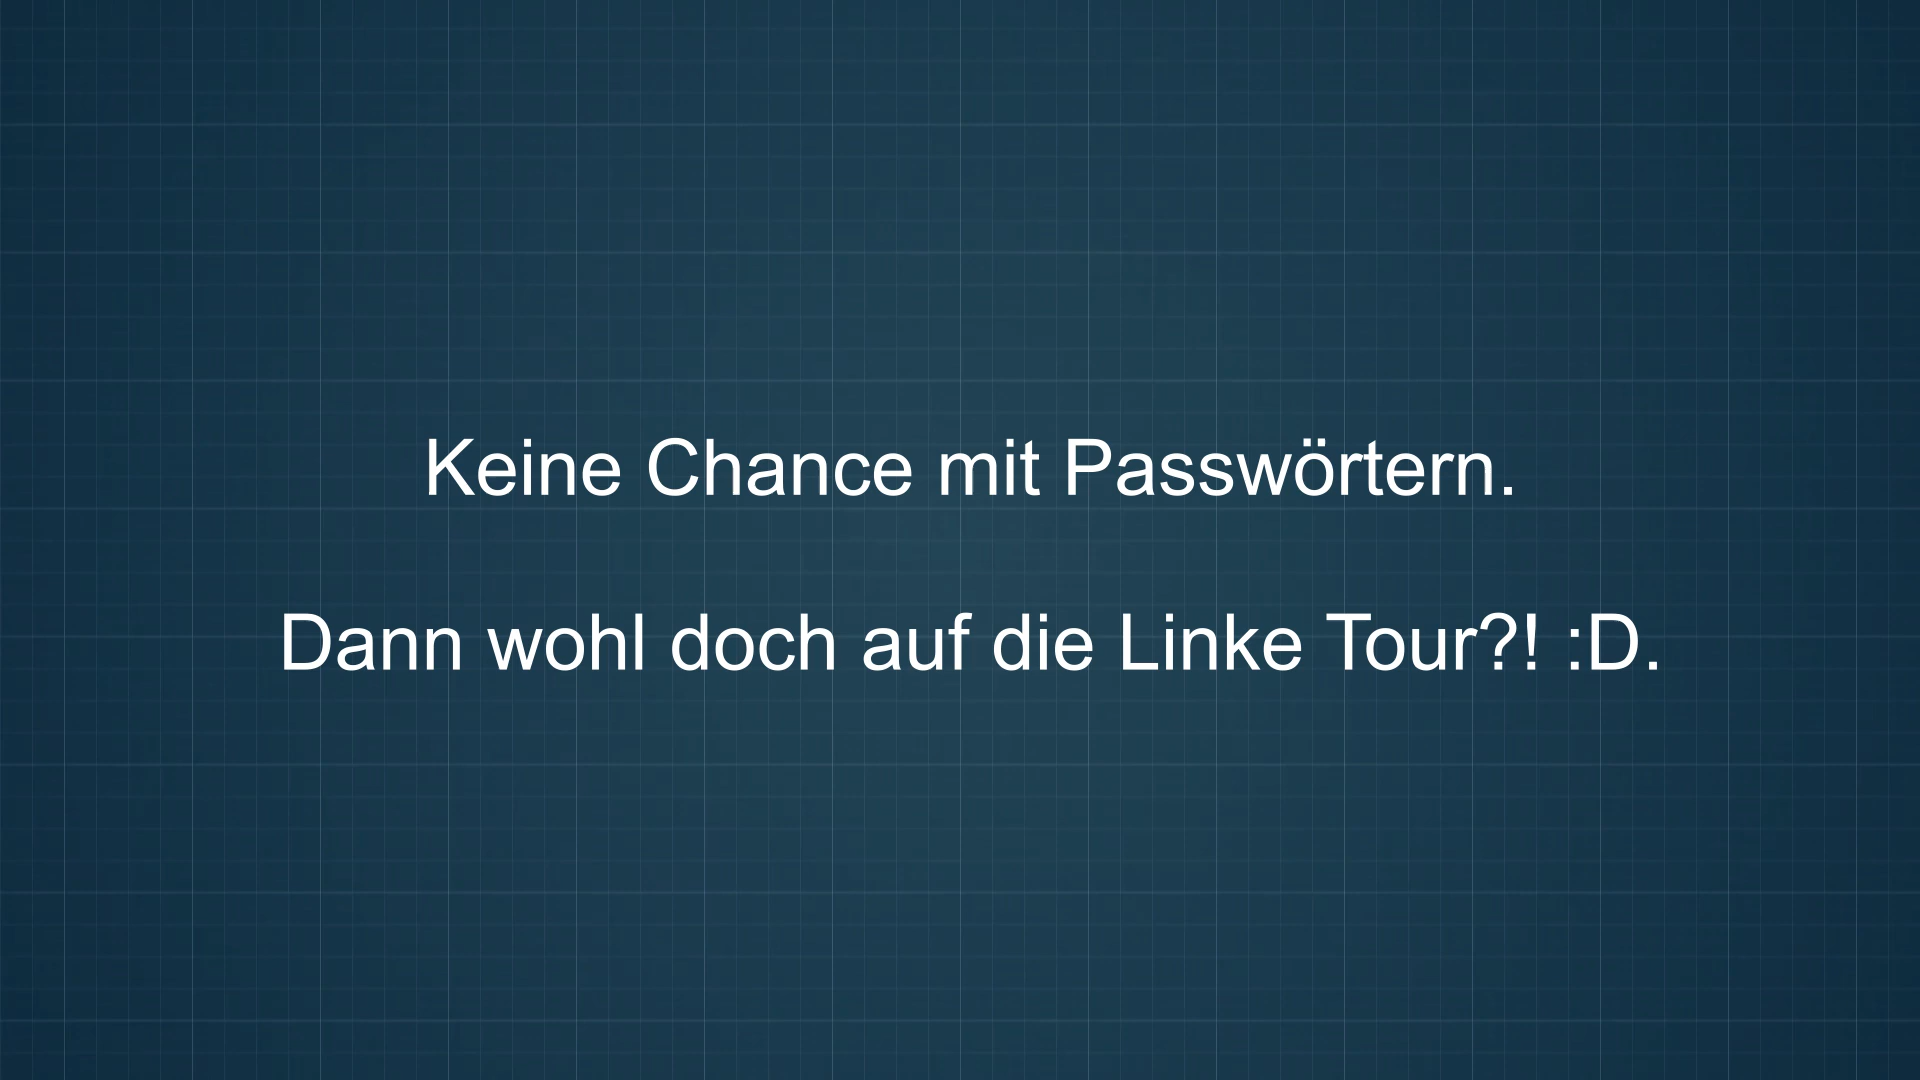 Keine Chance mit Passwörtern.
Dann wohl doch auf die Linke Tour?! :D.